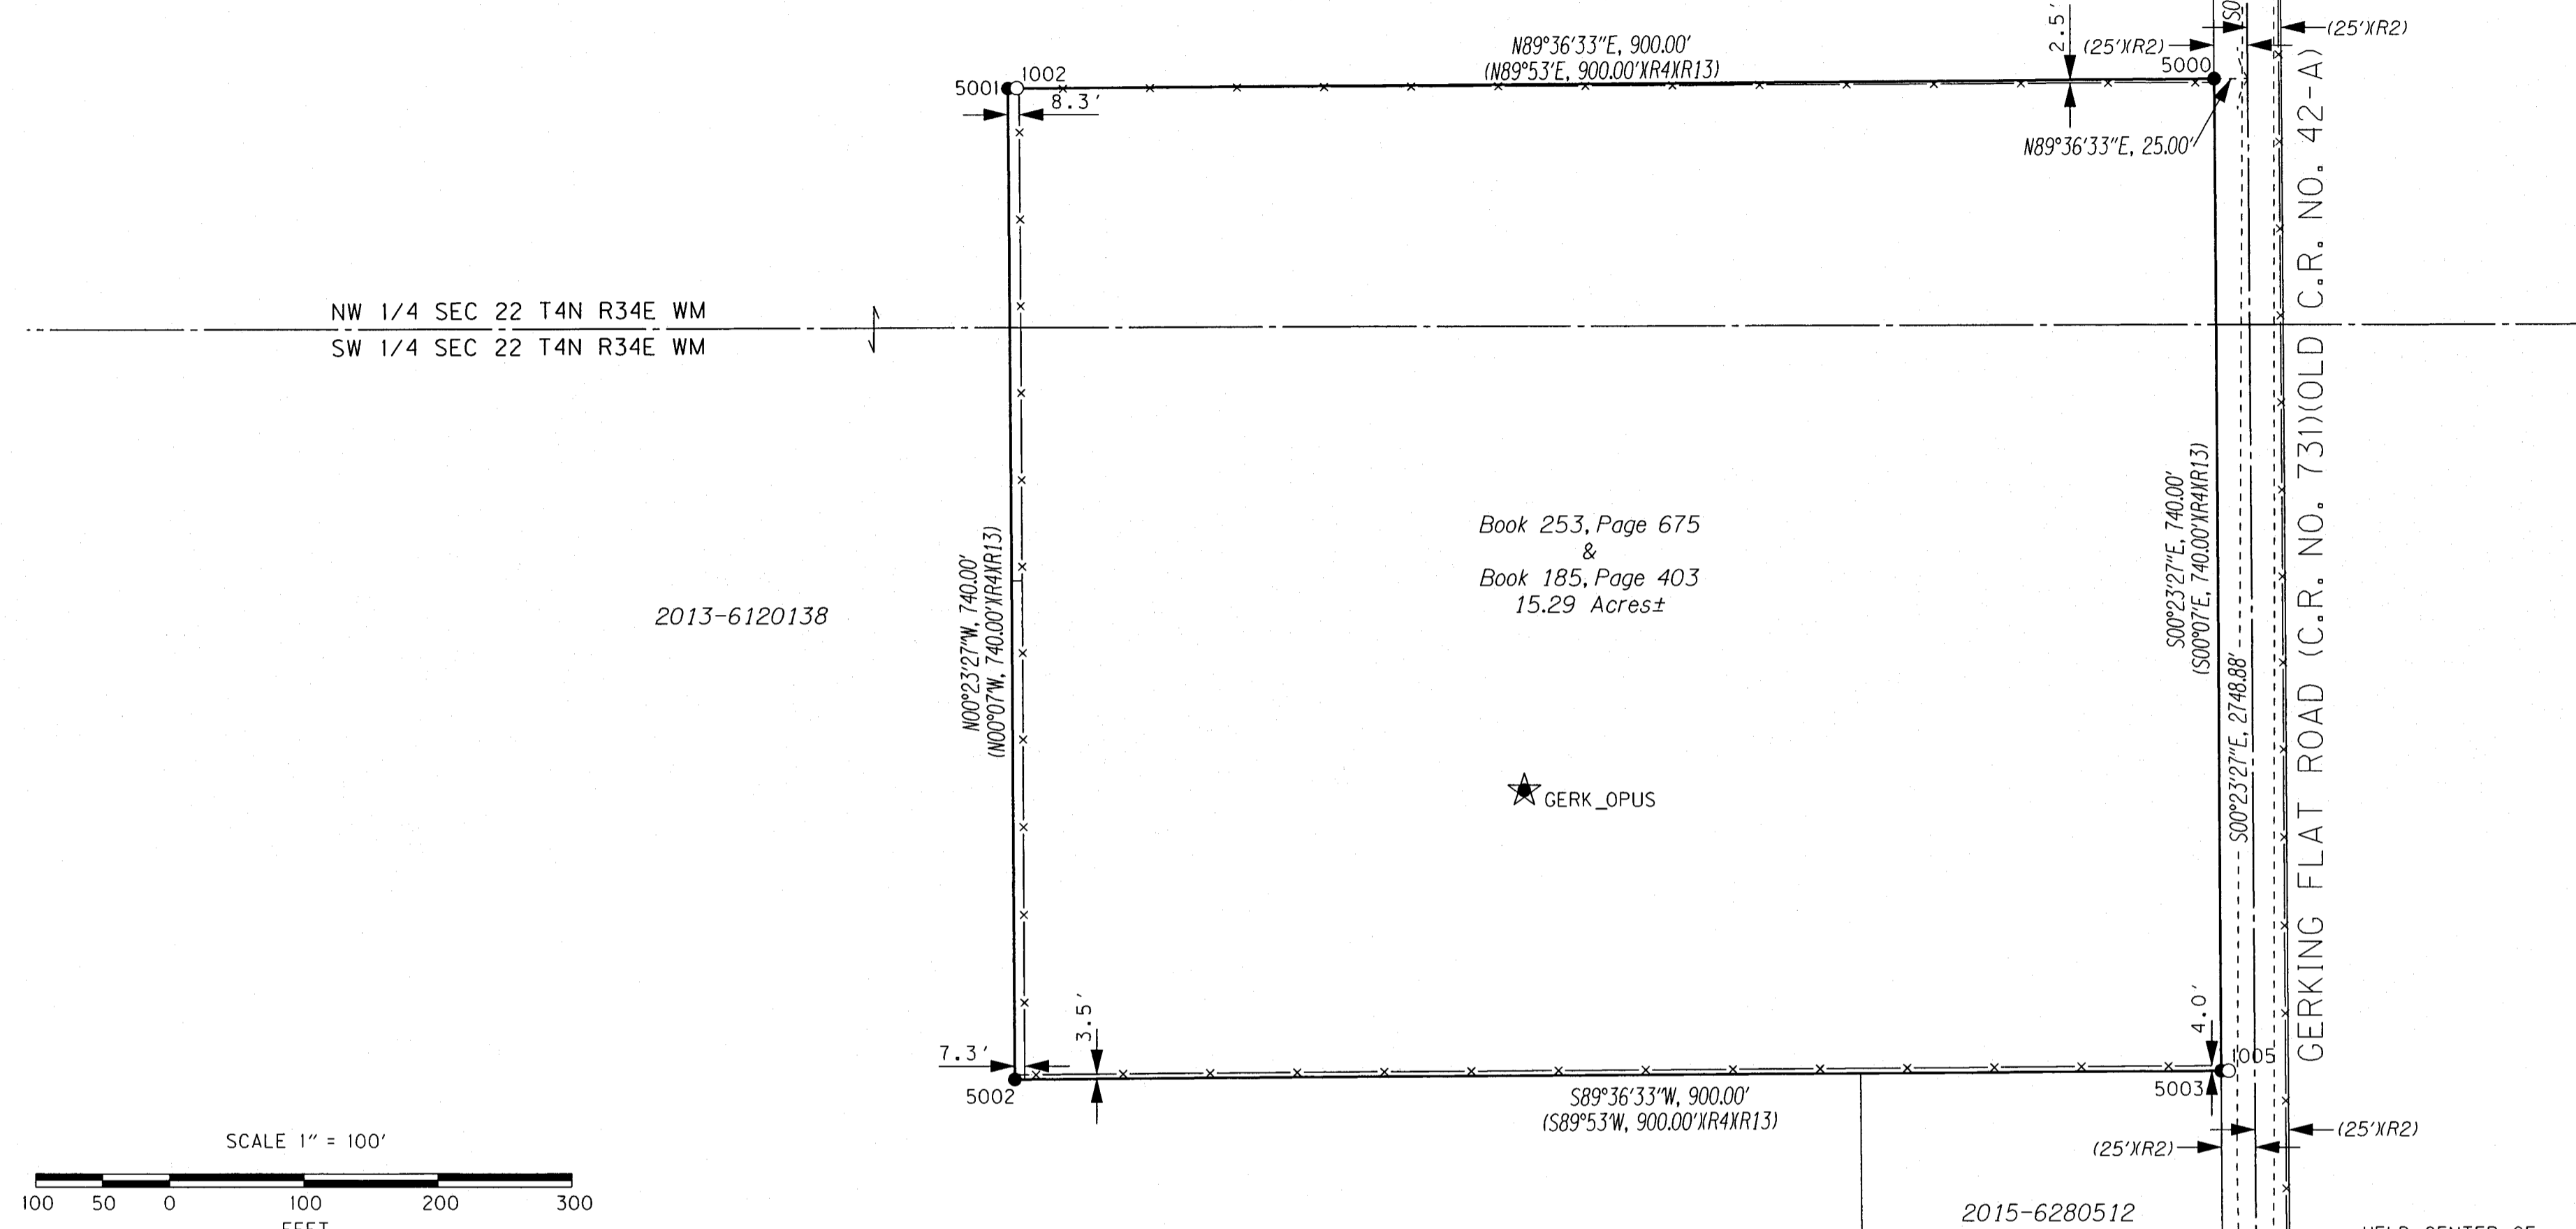 N89°36'33"E, 900.00'
(N89°53'E, 900.00')(R4)(R13)
2.5'
(25')(R2)
(25')(R2)
5001
1002
8.3'
5000
N89°36'33"E, 25.00'
NW 1/4 SEC 22 T4N R34E WM
SW 1/4 SEC 22 T4N R34E WM
2013-6120138
N00°23'27"W, 740.00'
(N00°07'W, 740.00')(R4)(R13)
Book 253, Page 675
&
Book 185, Page 403
15.29 Acres±
GERK_OPUS
S00°23'27"E, 740.00'
(S00°07'E, 740.00')(R4)(R13)
S00°23'27"E, 2748.88'
GERKING FLAT ROAD (C.R. NO. 731)(OLD C.R. NO. 42-A)
7.3'
3.5'
4.0'
1005
5002
5003
S89°36'33"W, 900.00'
(S89°53'W, 900.00')(R4)(R13)
(25')(R2)
(25')(R2)
SCALE 1" = 100'
100 50 0 100 200 300
FEET
2015-6280512